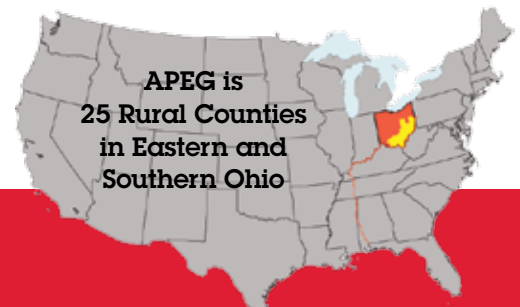 APEG is
25 Rural Counties
in Eastern and
Southern Ohio